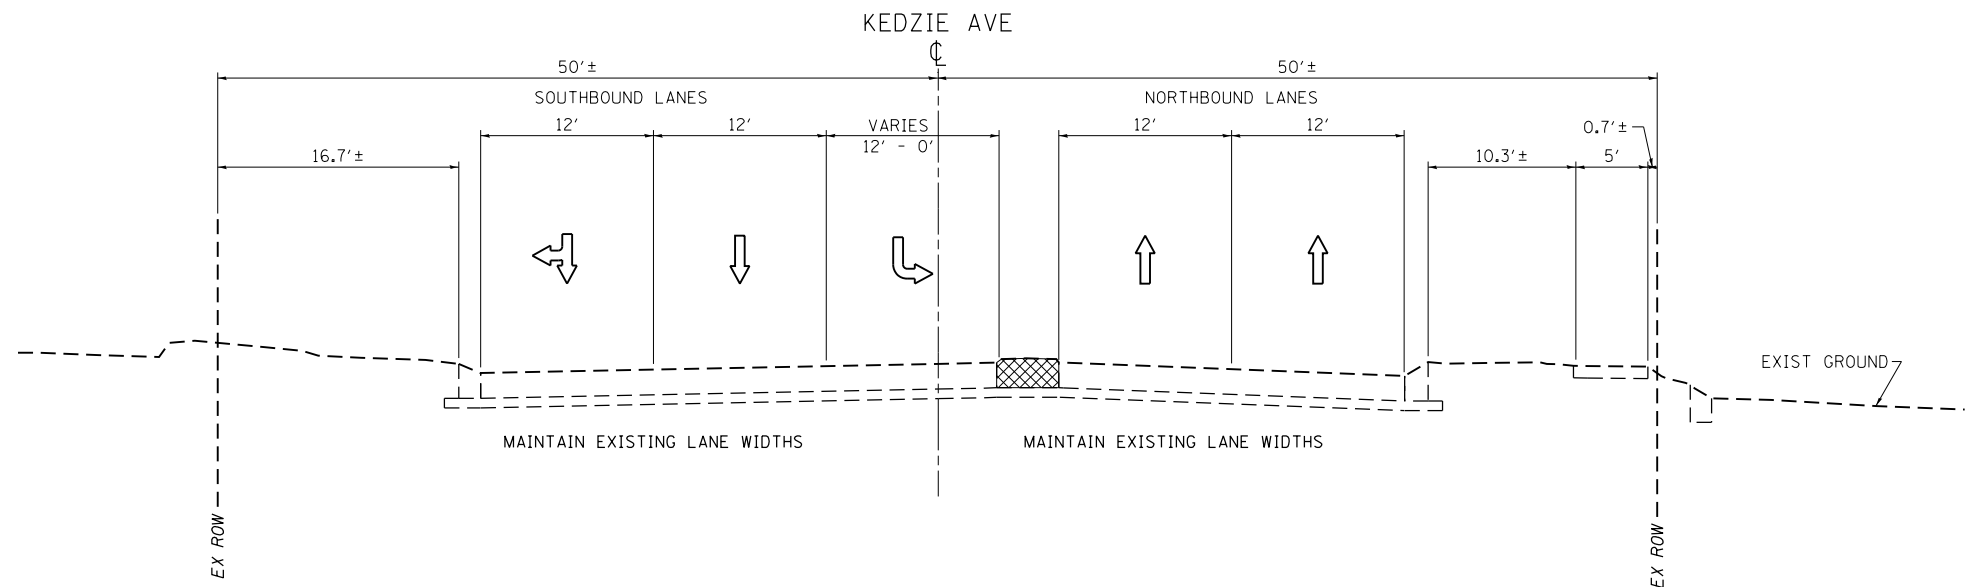 KEDZIE AVE
℄
50'± 50'±
SOUTHBOUND LANES NORTHBOUND LANES
12' 12' VARIES 12' 12' 0.7'±
12' - 0'
16.7'± 10.3'± 5'
EXIST GROUND
MAINTAIN EXISTING LANE WIDTHS MAINTAIN EXISTING LANE WIDTHS
EX ROW EX ROW